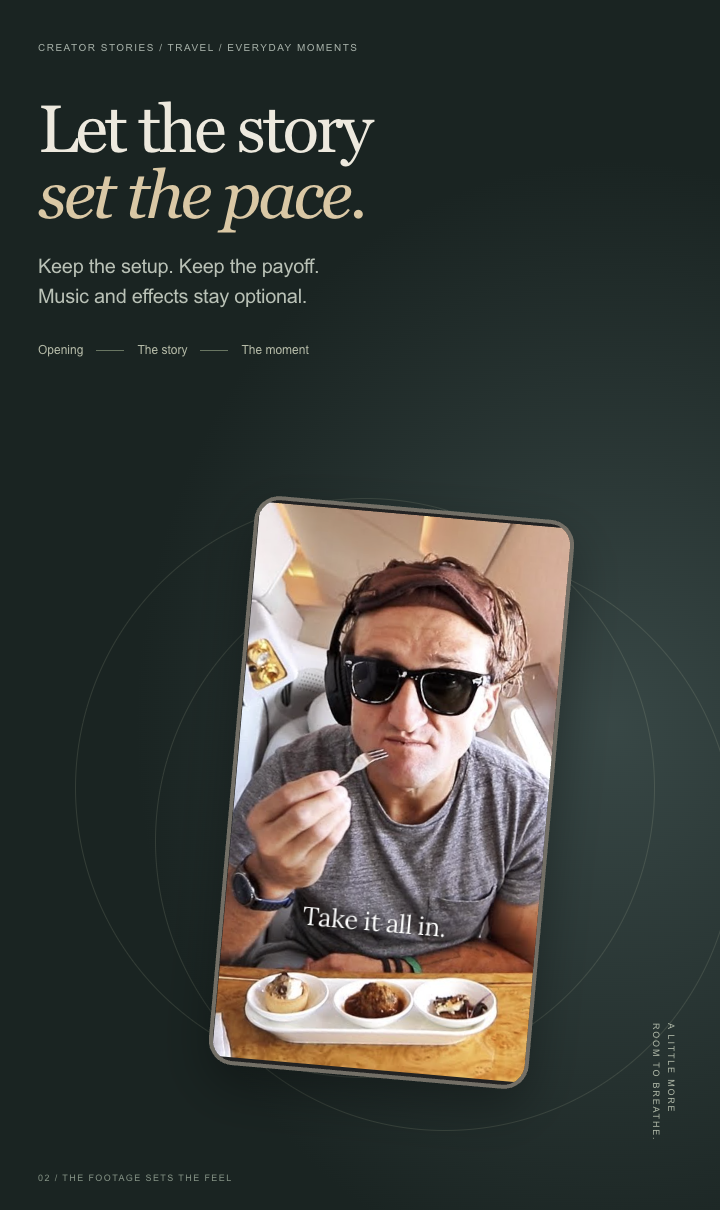 CREATOR STORIES / TRAVEL / EVERYDAY MOMENTS
Let the story
set the pace.
Keep the setup. Keep the payoff.
Music and effects stay optional.
Opening — The story — The moment
Take it all in.
A LITTLE MORE
ROOM TO BREATHE.
02 / THE FOOTAGE SETS THE FEEL